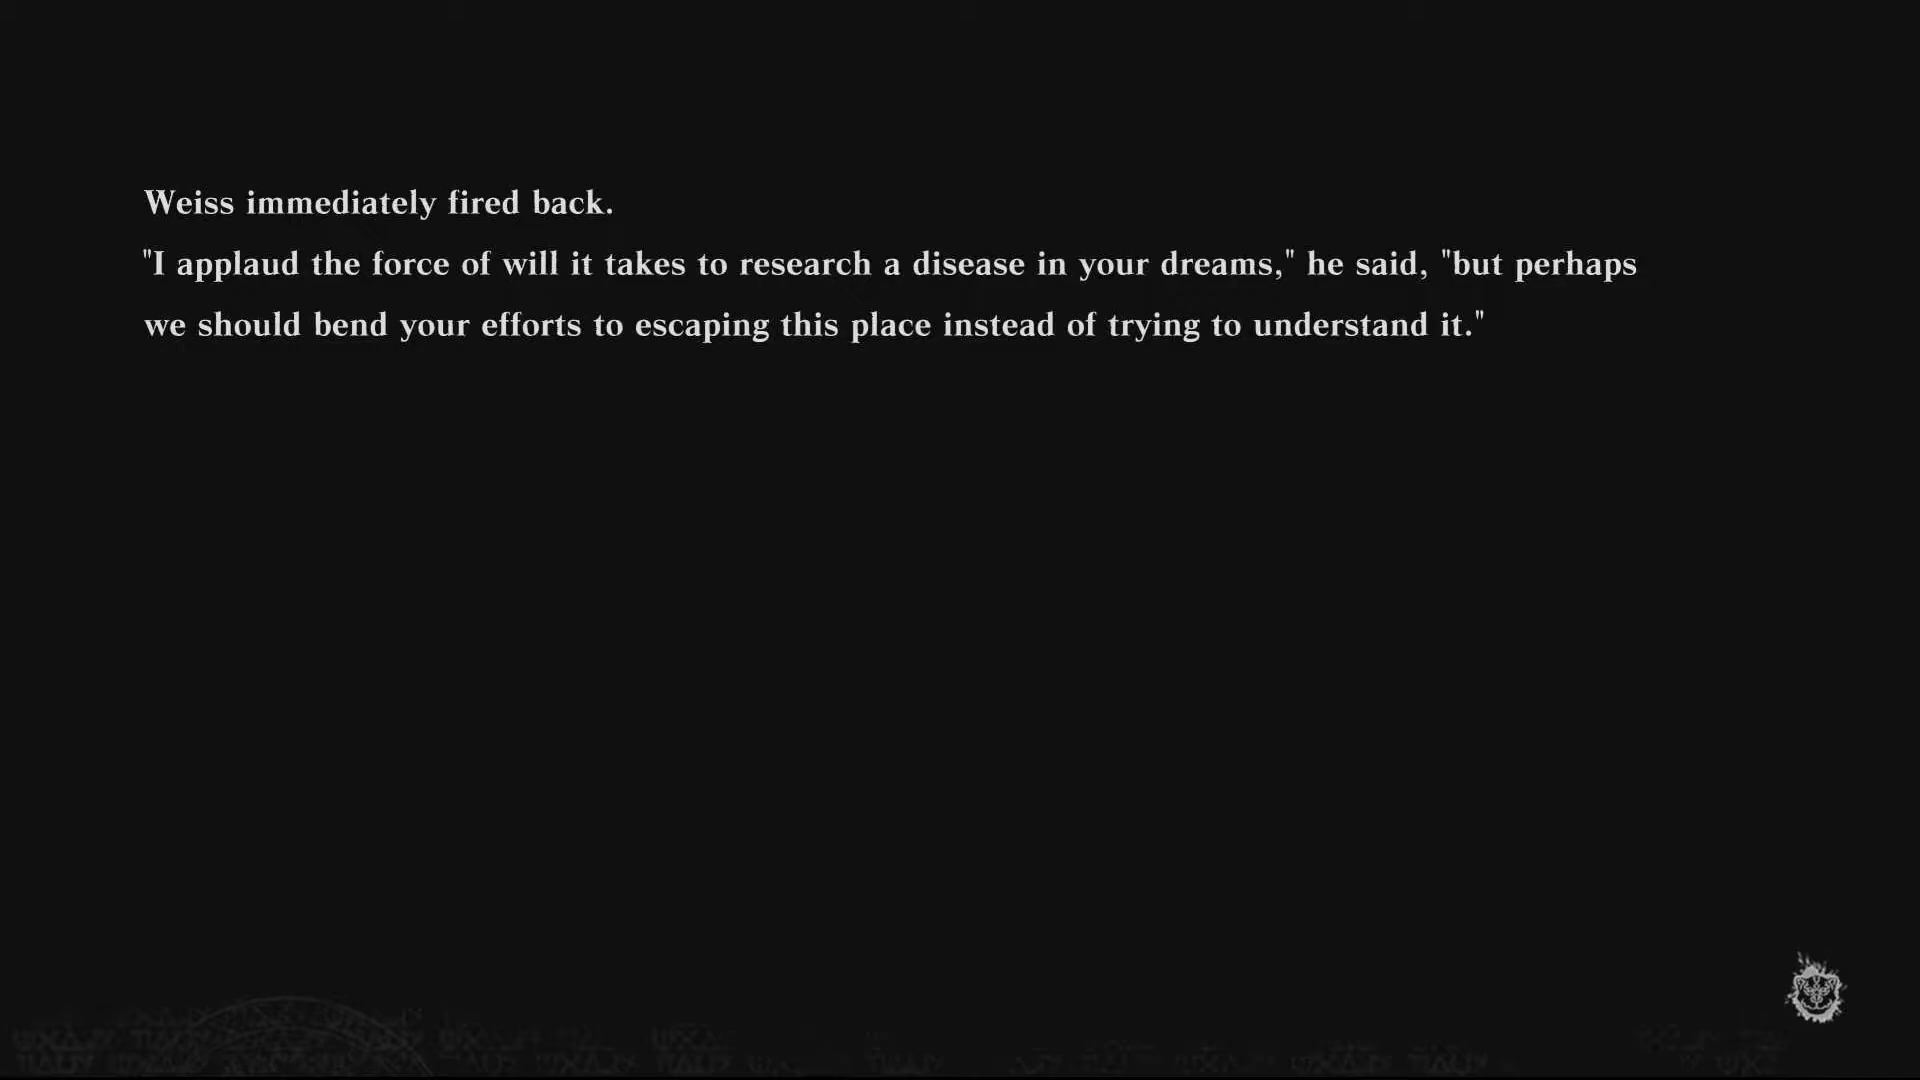 Weiss immediately fired back.
"I applaud the force of will it takes to research a disease in your dreams," he said, "but perhaps
we should bend your efforts to escaping this place instead of trying to understand it."